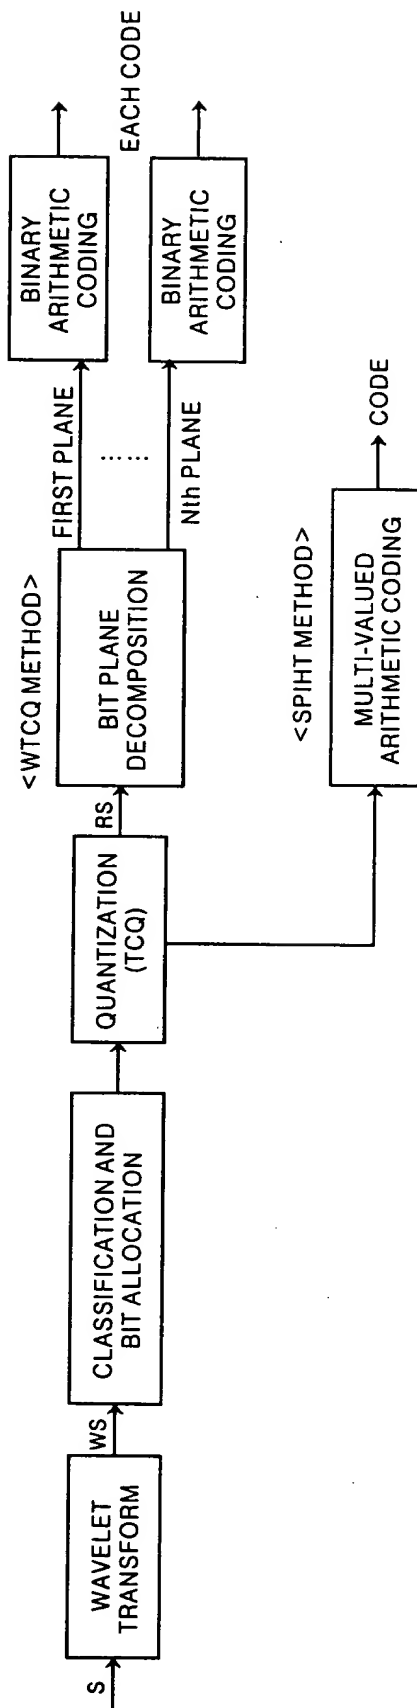 S
WAVELET
TRANSFORM
WS
CLASSIFICATION AND
BIT ALLOCATION
QUANTIZATION
(TCQ)
RS
<WTCQ METHOD>
BIT PLANE
DECOMPOSITION
FIRST PLANE
......
Nth PLANE
BINARY
ARITHMETIC
CODING
BINARY
ARITHMETIC
CODING
EACH CODE
<SPIHT METHOD>
MULTI-VALUED
ARITHMETIC CODING
CODE